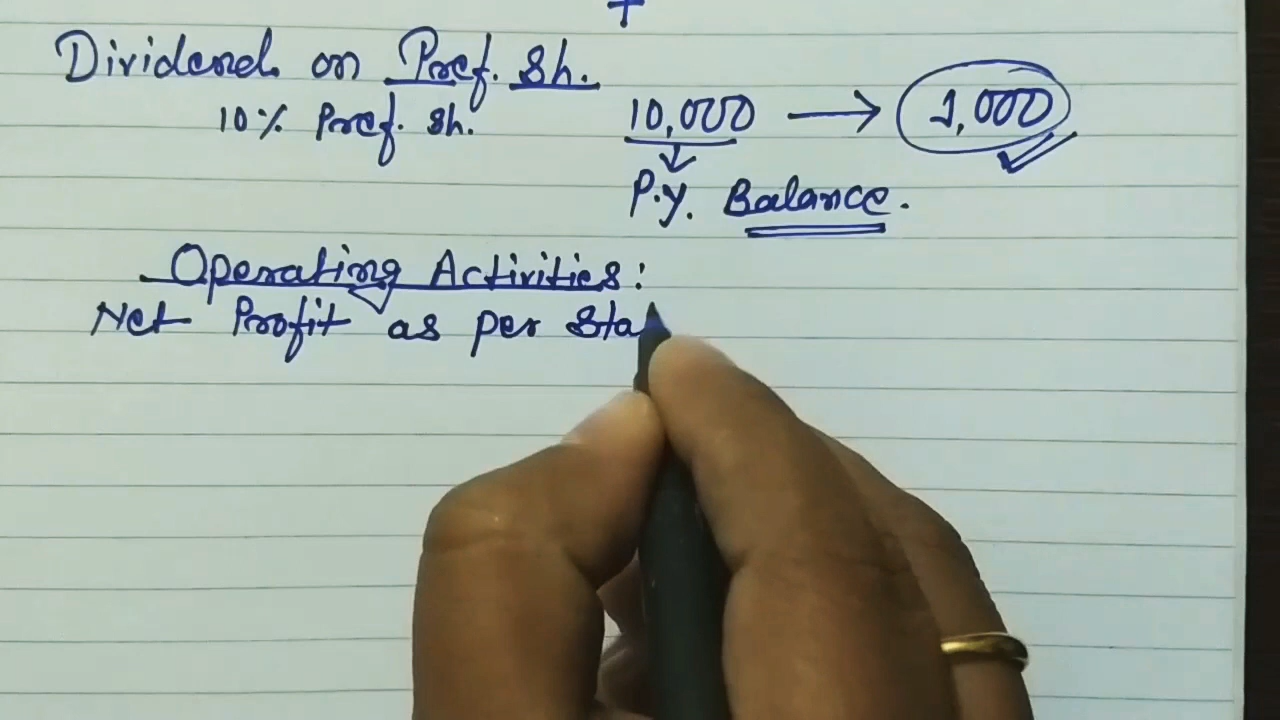 Dividend on Pref. Sh.
10% Pref. Sh. 10,000 → 1,000
P.y. Balance.
Operating Activities:
Net Profit as per Sta